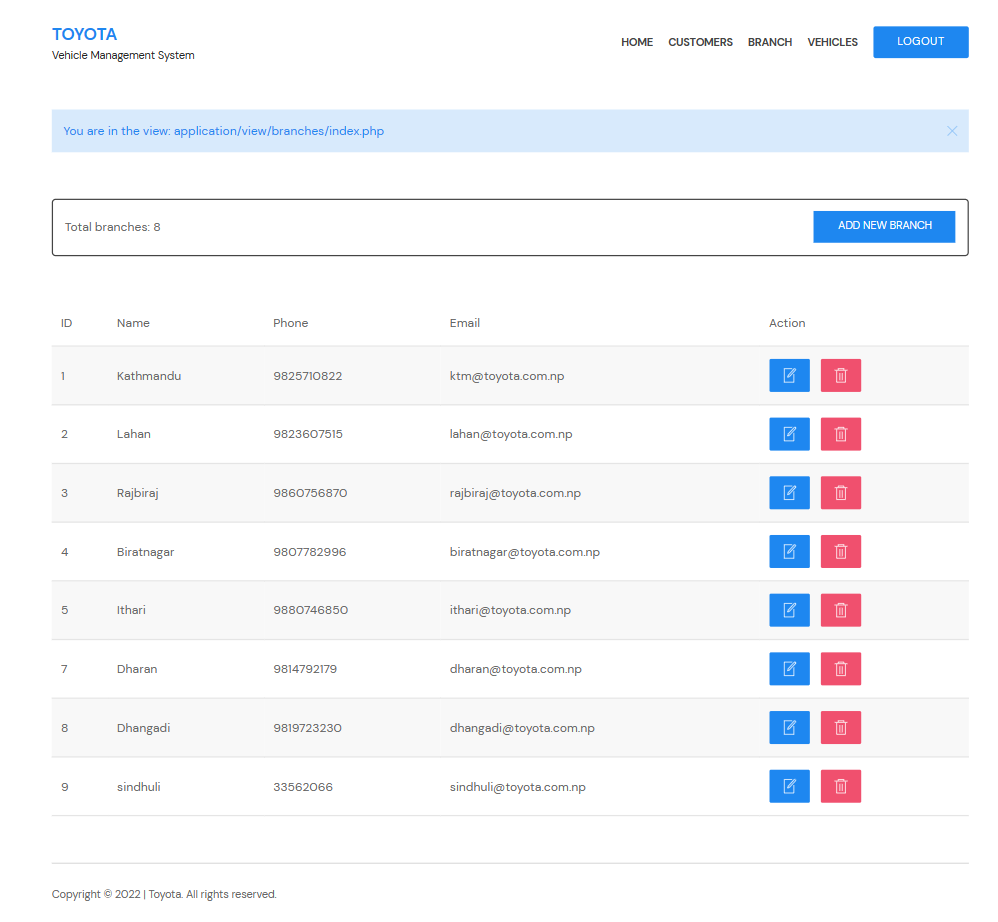 TOYOTA
Vehicle Management System
HOME CUSTOMERS BRANCH VEHICLES LOGOUT
You are in the view: application/view/branches/index.php
Total branches: 8 ADD NEW BRANCH
ID Name Phone Email Action
1 Kathmandu 9825710822 ktm@toyota.com.np
2 Lahan 9823607515 lahan@toyota.com.np
3 Rajbiraj 9860756870 rajbiraj@toyota.com.np
4 Biratnagar 9807782996 biratnagar@toyota.com.np
5 Ithari 9880746850 ithari@toyota.com.np
7 Dharan 9814792179 dharan@toyota.com.np
8 Dhangadi 9819723230 dhangadi@toyota.com.np
9 sindhuli 33562066 sindhuli@toyota.com.np
Copyright © 2022 | Toyota. All rights reserved.